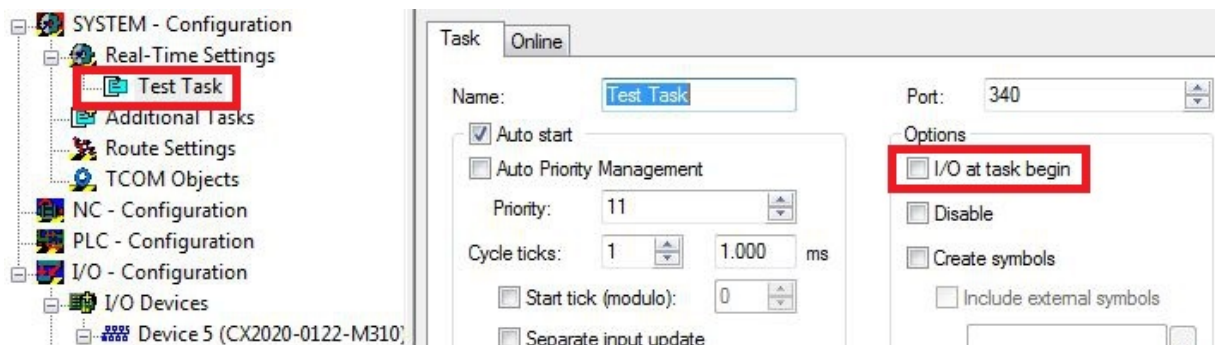 SYSTEM - Configuration
Real-Time Settings
Test Task
Additional Tasks
Route Settings
TCOM Objects
NC - Configuration
PLC - Configuration
I/O - Configuration
I/O Devices
Device 5 (CX2020-0122-M310)
Task Online
Name: Test Task
Auto start
Auto Priority Management
Priority: 11
Cycle ticks: 1 1.000 ms
Start tick (modulo): 0
Separate input update
Port: 340
Options
I/O at task begin
Disable
Create symbols
Include external symbols